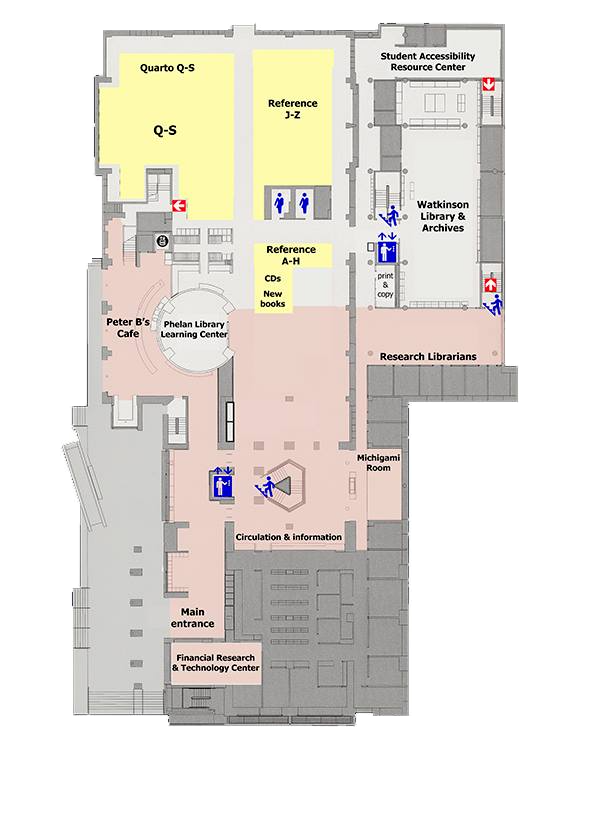 Student Accessibility
Resource Center
Quarto Q-S
Q-S
Reference
J-Z
Watkinson
Library &
Archives
Reference
A-H
CDs
New
books
print
&
copy
Peter B's
Cafe
Phelan Library
Learning Center
Research Librarians
Michigami
Room
Circulation & information
Main
entrance
Financial Research
& Technology Center